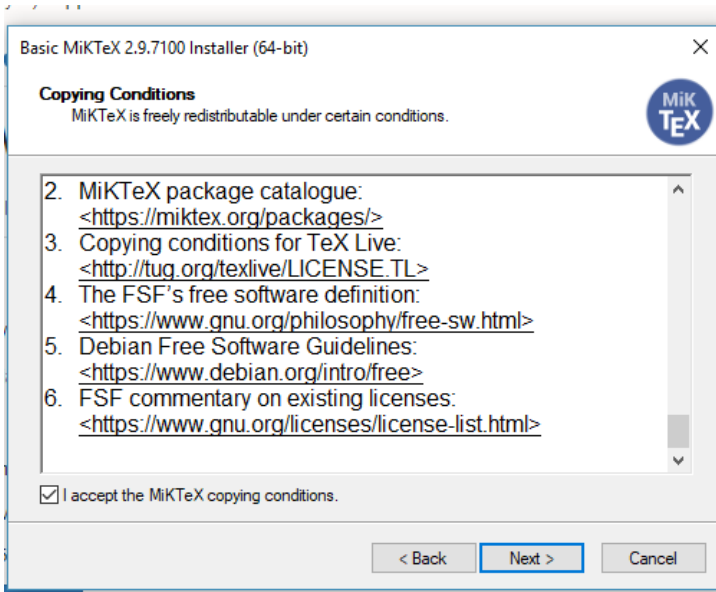 Basic MiKTeX 2.9.7100 Installer (64-bit)
Copying Conditions
MiKTeX is freely redistributable under certain conditions.
MiK
TEX
2. MiKTeX package catalogue:
<https://miktex.org/packages/>
3. Copying conditions for TeX Live:
<http://tug.org/texlive/LICENSE.TL>
4. The FSF's free software definition:
<https://www.gnu.org/philosophy/free-sw.html>
5. Debian Free Software Guidelines:
<https://www.debian.org/intro/free>
6. FSF commentary on existing licenses:
<https://www.gnu.org/licenses/license-list.html>
I accept the MiKTeX copying conditions.
< Back Next > Cancel